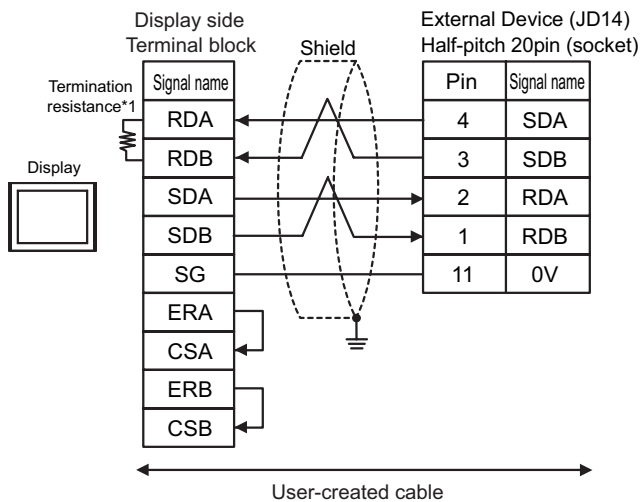 Display side
Terminal block
Shield
External Device (JD14)
Half-pitch 20pin (socket)
Termination
resistance*1
Display
Signal name
RDA
RDB
SDA
SDB
SG
ERA
CSA
ERB
CSB
Pin Signal name
4 SDA
3 SDB
2 RDA
1 RDB
11 0V
User-created cable